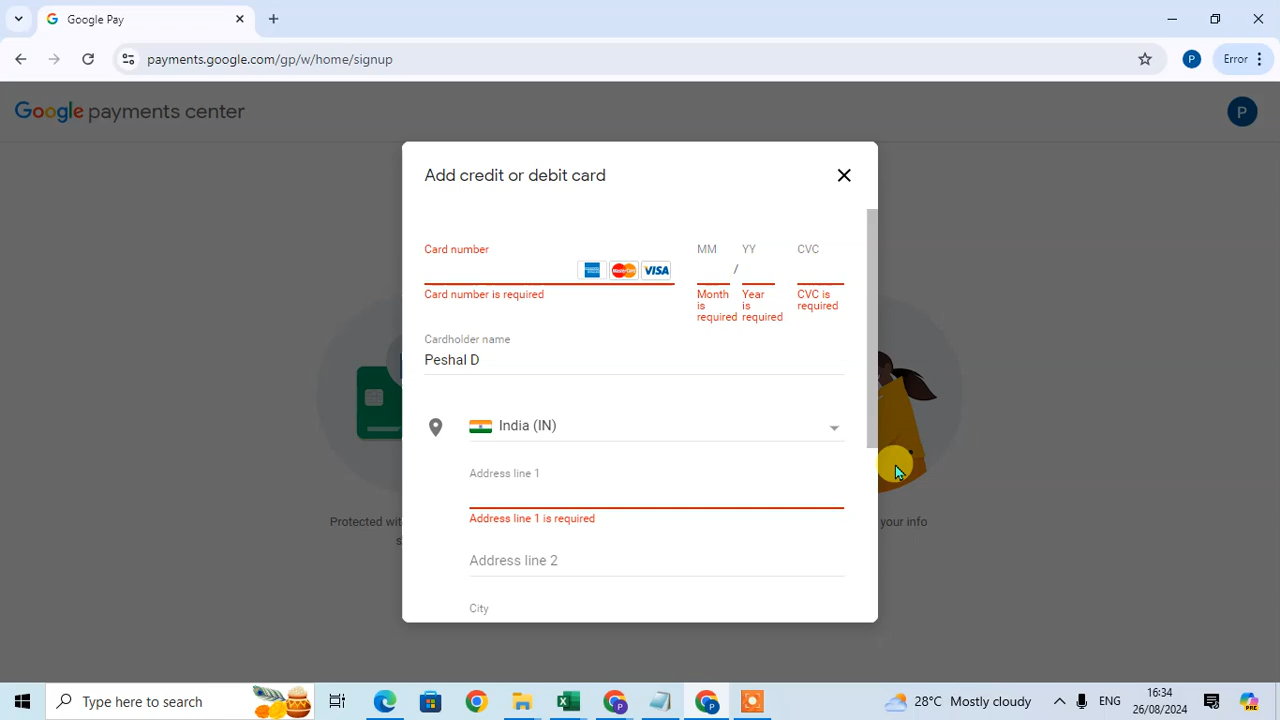 Google Pay
payments.google.com/gp/w/home/signup
P
Error
Google payments center
P
Add credit or debit card
Card number
MM
YY
CVC
VISA
/
Card number is required
Month is required
Year is required
CVC is required
Cardholder name
Peshal D
India (IN)
Address line 1
Address line 1 is required
Protected wit
your info
Address line 2
City
Type here to search
28°C Mostly cloudy
ENG
16:34
26/08/2024